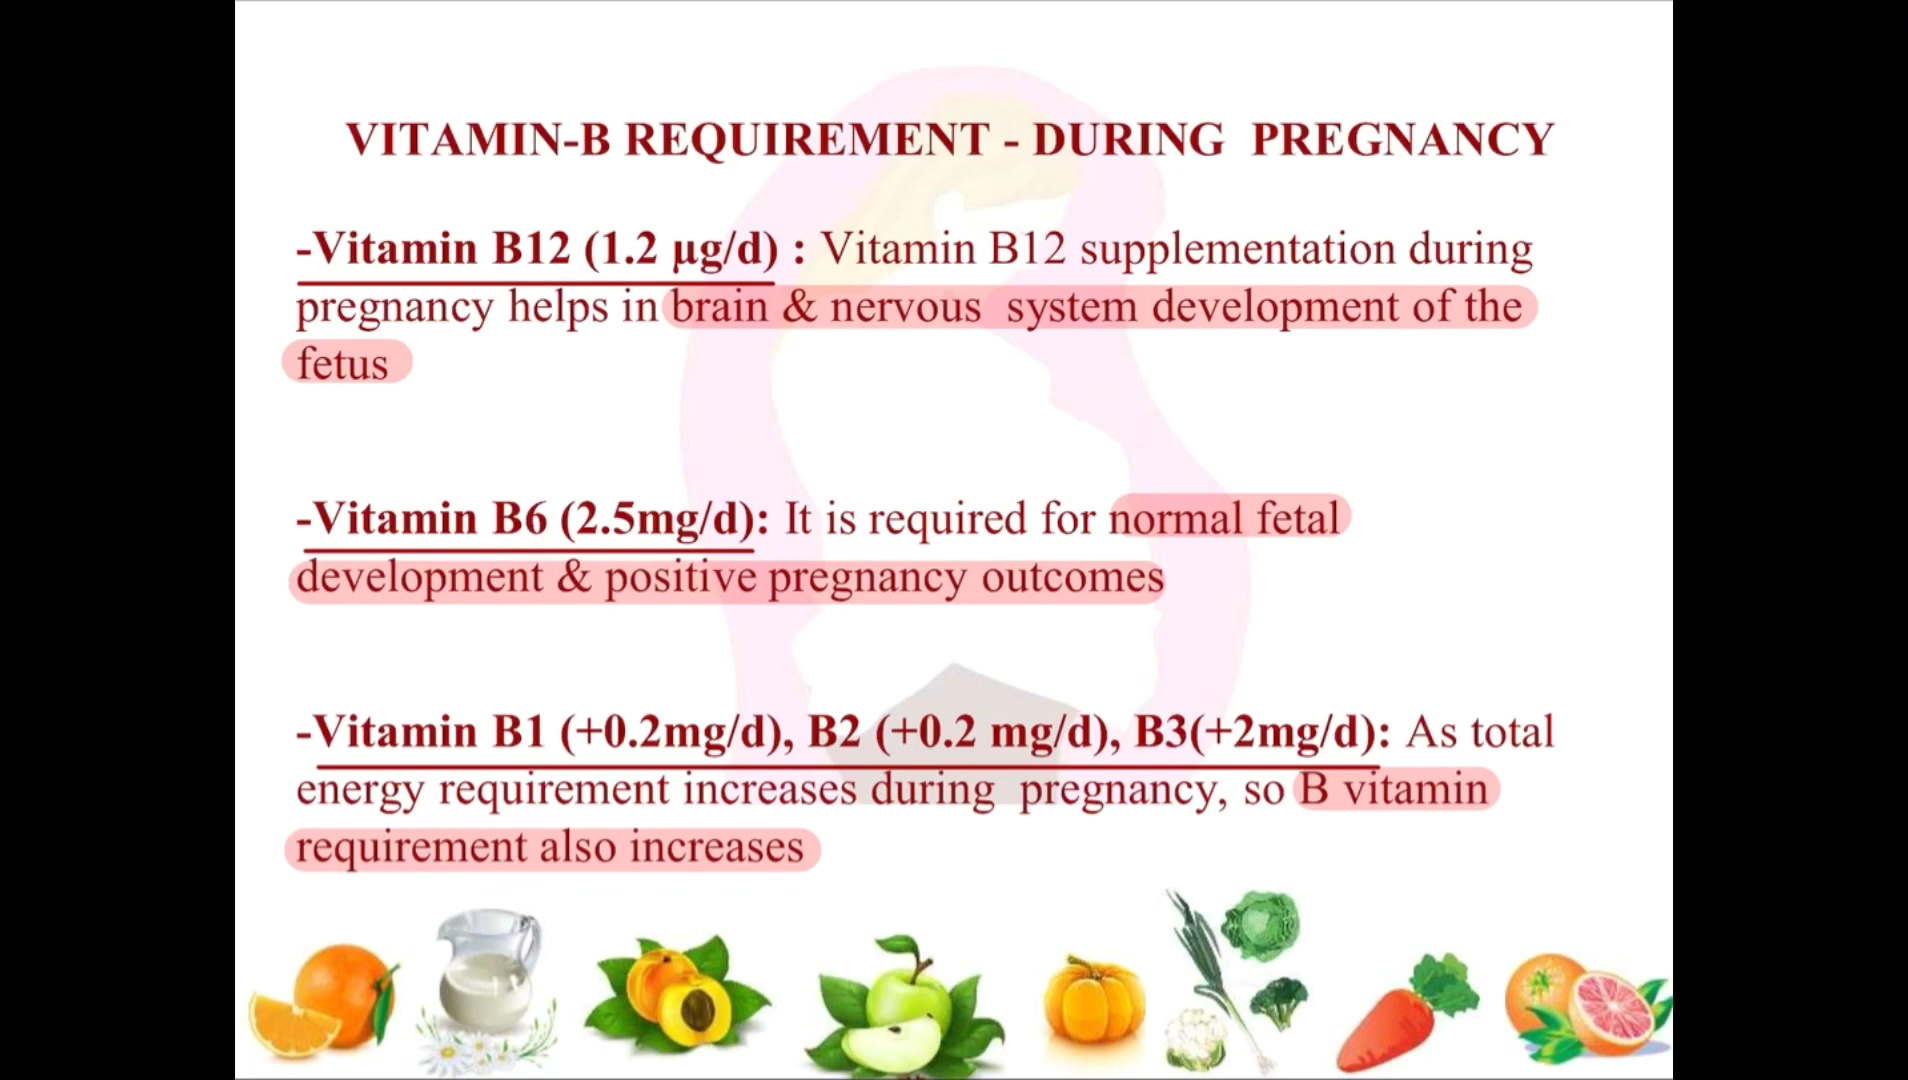 VITAMIN-B REQUIREMENT - DURING PREGNANCY
-Vitamin B12 (1.2 µg/d) : Vitamin B12 supplementation during
pregnancy helps in brain & nervous system development of the
fetus
-Vitamin B6 (2.5mg/d): It is required for normal fetal
development & positive pregnancy outcomes
-Vitamin B1 (+0.2mg/d), B2 (+0.2 mg/d), B3(+2mg/d): As total
energy requirement increases during pregnancy, so B vitamin
requirement also increases